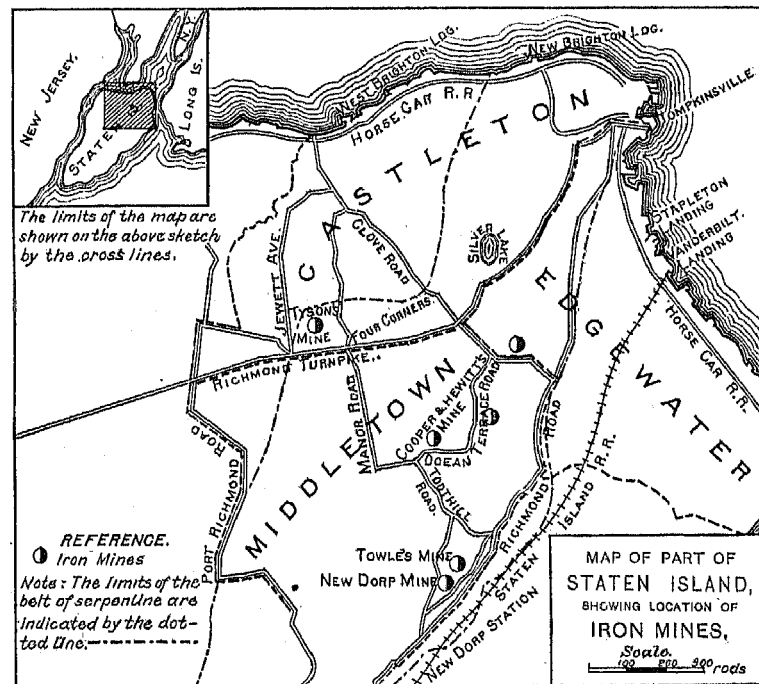 NEW JERSEY.
N.Y.
STATEN IS.
LONG IS.
The limits of the map are
shown on the above sketch
by the cross lines.
WEST BRIGHTON LDG.
NEW BRIGHTON LDG.
HORSE CAR R.R.
TOMPKINSVILLE
CASTLETON
STAPLETON
LANDING
VANDERBILT
LANDING
SILVER
LAKE
CLOVE ROAD
JEWETT AVE.
EDGEWATER
HORSE CAR R.R.
TYSONS
MINE
FOUR CORNERS
RICHMOND TURNPIKE.
MANOR ROAD
COOPER & HEWITT'S
MINE
TERRACE ROAD
OCEAN
MIDDLETOWN
PORT RICHMOND
ROAD
TODTHILL
ROAD
RICHMOND
ROAD
STATEN ISLAND R.R.
TOWLE'S MINE
NEW DORP MINE
NEW DORP STATION
REFERENCE.
Iron Mines
Note: The limits of the
belt of serpentine are
indicated by the dot-
ted line.
MAP OF PART OF
STATEN ISLAND,
SHOWING LOCATION OF
IRON MINES,
Scale.
100 200 300 rods